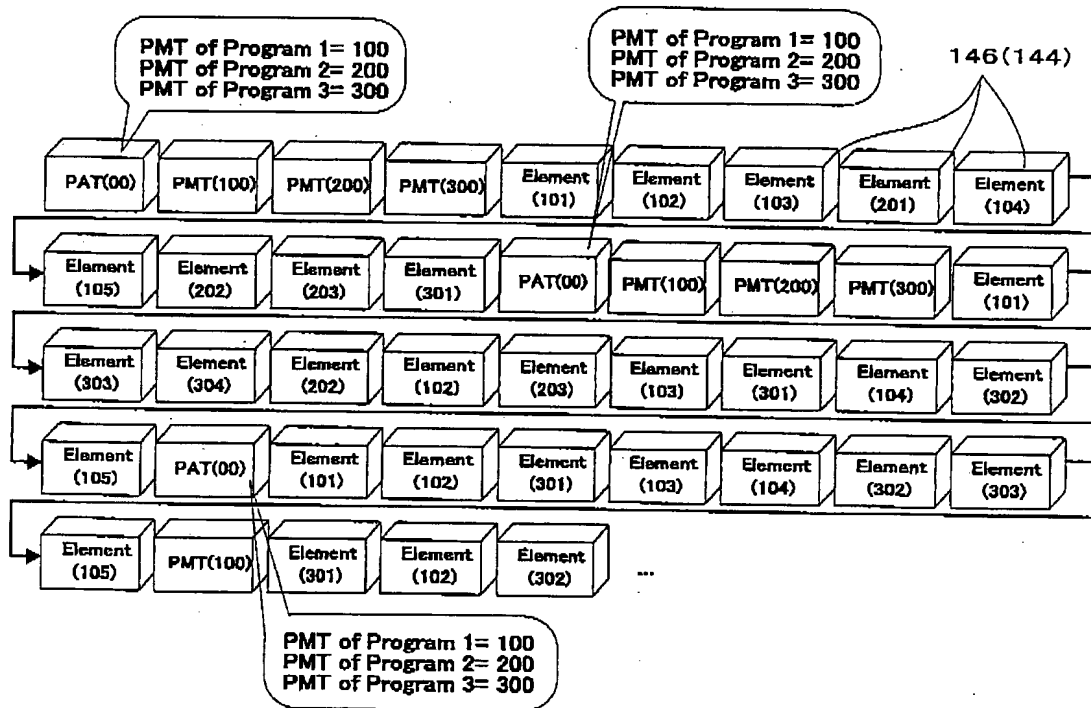 PMT of Program 1= 100
PMT of Program 2= 200
PMT of Program 3= 300
PMT of Program 1= 100
PMT of Program 2= 200
PMT of Program 3= 300
146(144)
PAT(00)
PMT(100)
PMT(200)
PMT(300)
Element
(101)
Element
(102)
Element
(103)
Element
(201)
Element
(104)
Element
(105)
Element
(202)
Element
(203)
Element
(301)
PAT(00)
PMT(100)
PMT(200)
PMT(300)
Element
(101)
Element
(303)
Element
(304)
Element
(202)
Element
(102)
Element
(203)
Element
(103)
Element
(301)
Element
(104)
Element
(302)
Element
(105)
PAT(00)
Element
(101)
Element
(102)
Element
(301)
Element
(103)
Element
(104)
Element
(302)
Element
(303)
Element
(105)
PMT(100)
Element
(301)
Element
(102)
Element
(302)
...
PMT of Program 1= 100
PMT of Program 2= 200
PMT of Program 3= 300